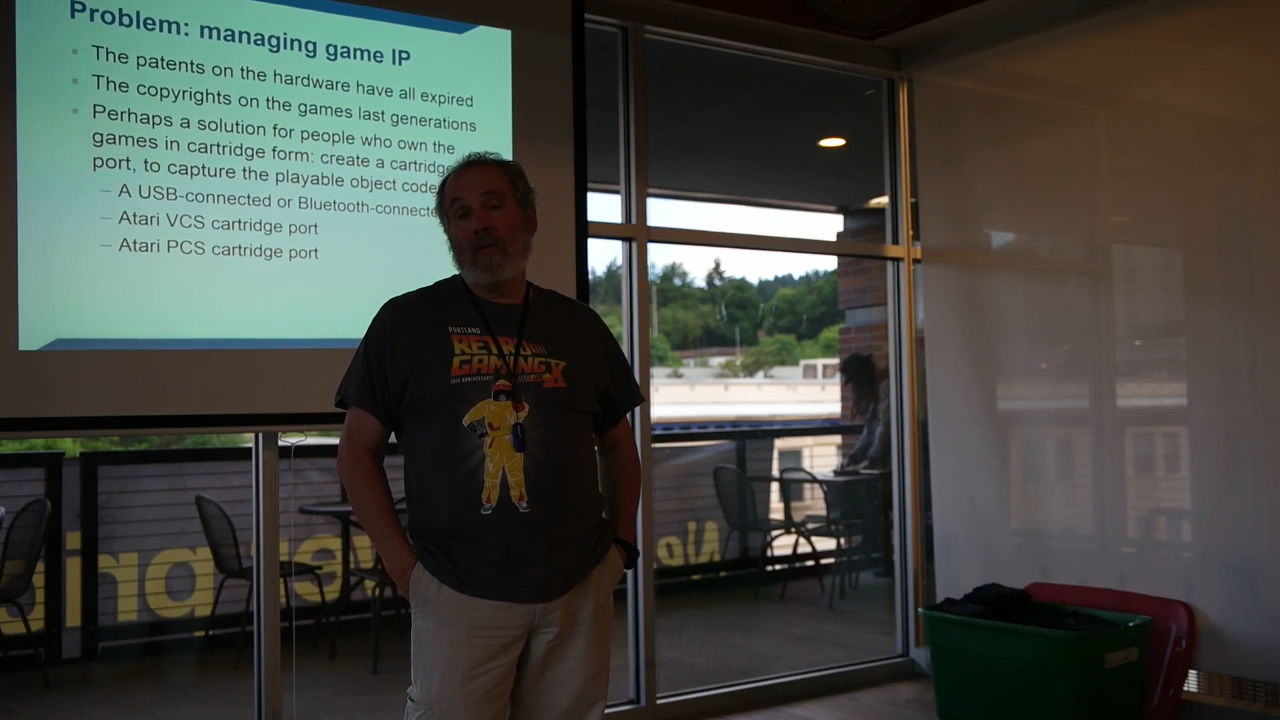 Problem: managing game IP
The patents on the hardware have all expired
The copyrights on the games last generations
Perhaps a solution for people who own the
games in cartridge form: create a cartridge
port, to capture the playable object code
– A USB-connected or Bluetooth-connecte
– Atari VCS cartridge port
– Atari PCS cartridge port
PORTLAND
RETRO
GAMING
X